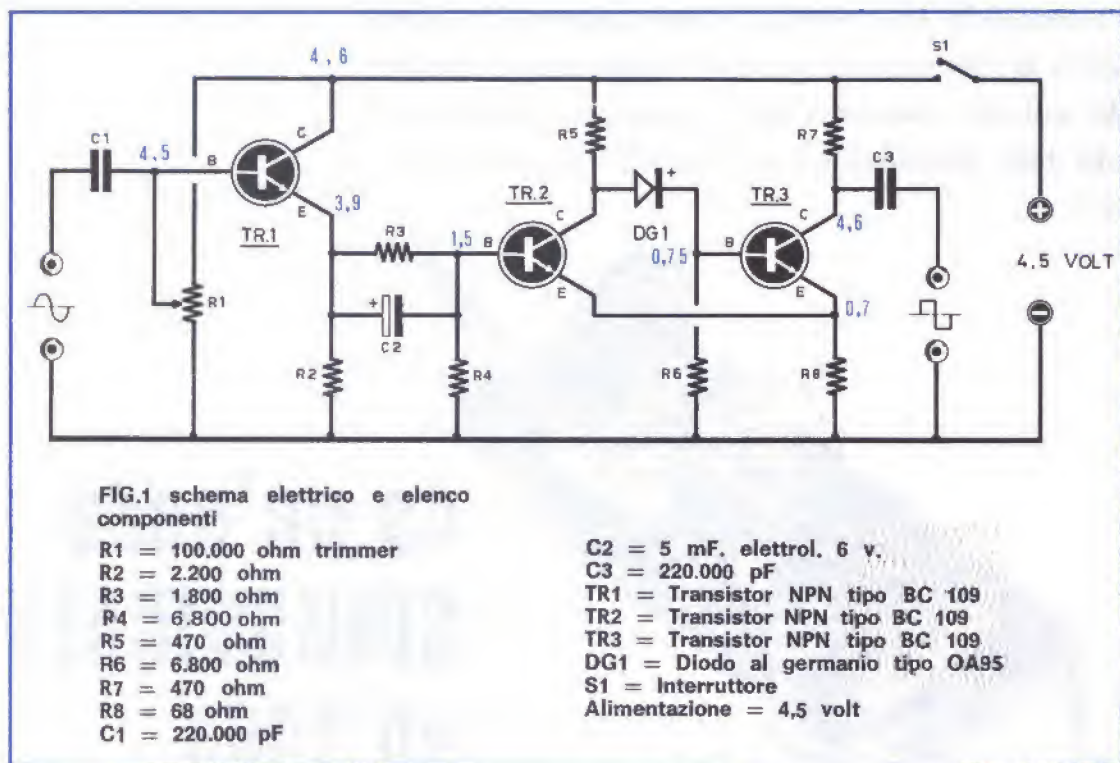 S1
4,6
C1
4,5
B
C
E
TR.1
3,9
R1
R2
R3
+
C2
1,5
R4
B
TR.2
C
E
R5
+
DG1
0,75
R6
B
TR.3
C
E
R7
C3
4,6
0,7
R8
+
4.5 VOLT
−
FIG.1 schema elettrico e elenco
componenti
R1 = 100.000 ohm trimmer
R2 = 2.200 ohm
R3 = 1.800 ohm
R4 = 6.800 ohm
R5 = 470 ohm
R6 = 6.800 ohm
R7 = 470 ohm
R8 = 68 ohm
C1 = 220.000 pF
C2 = 5 mF. elettrol. 6 v.
C3 = 220.000 pF
TR1 = Transistor NPN tipo BC 109
TR2 = Transistor NPN tipo BC 109
TR3 = Transistor NPN tipo BC 109
DG1 = Diodo al germanio tipo OA95
S1 = Interruttore
Alimentazione = 4,5 volt